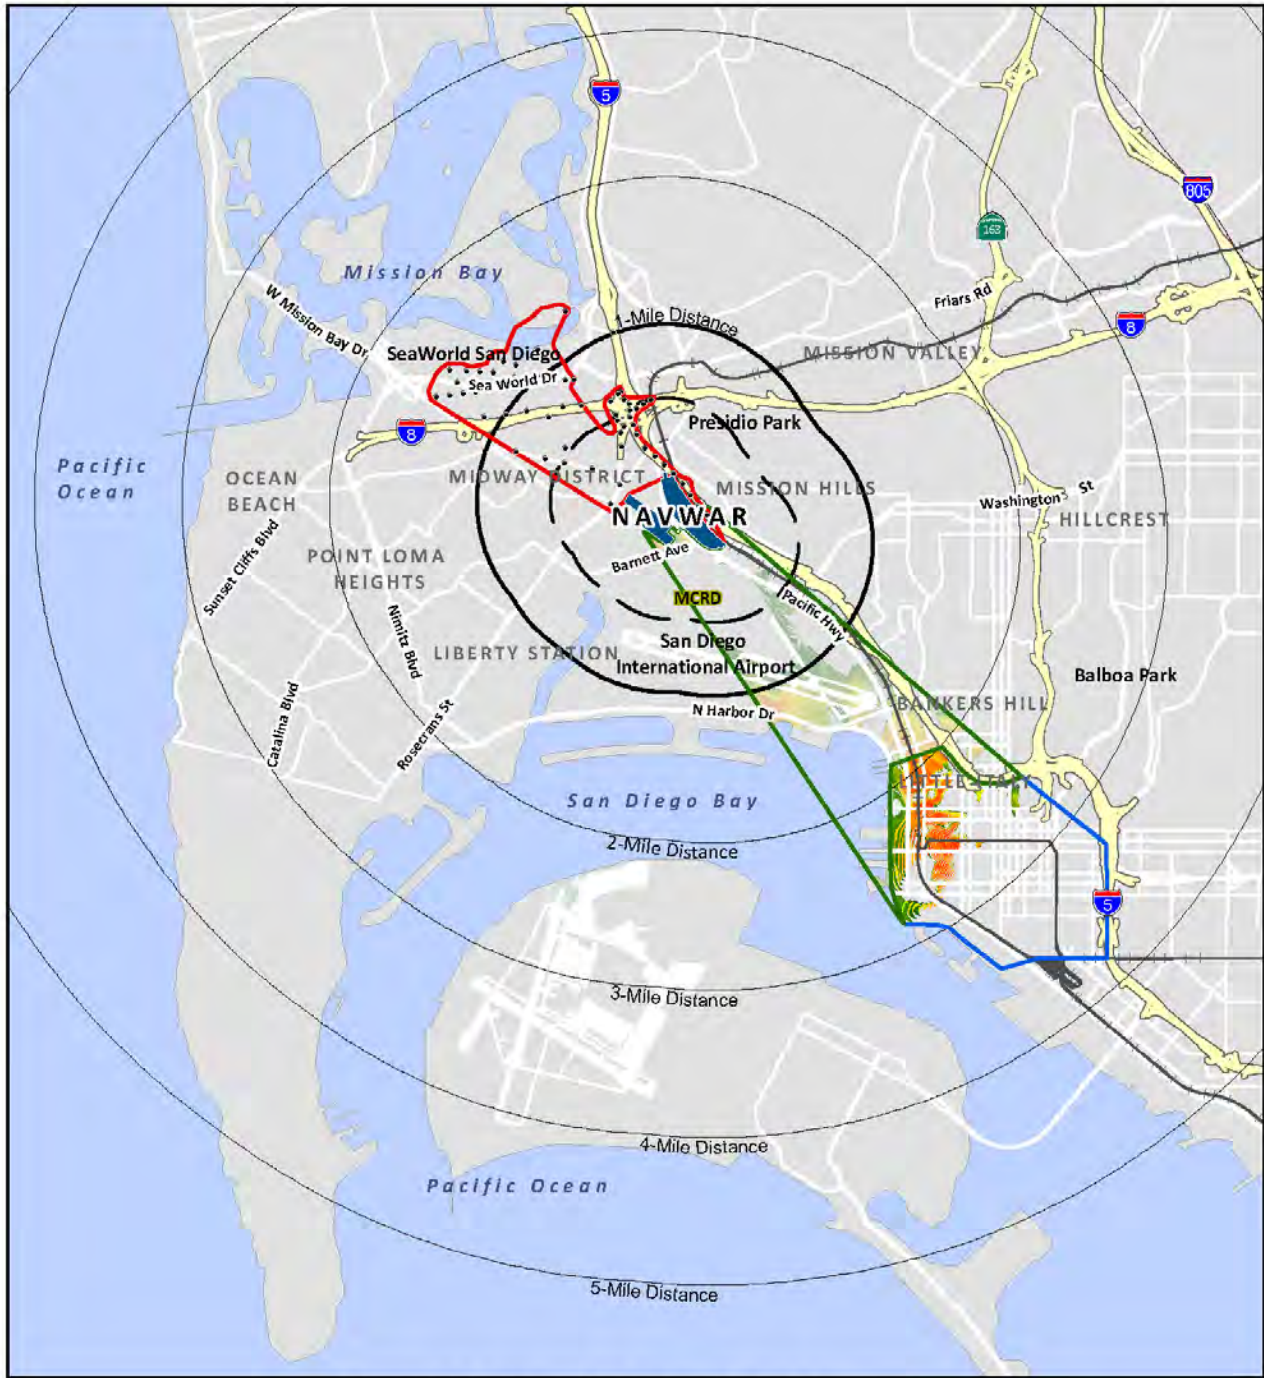 5
805
163
Mission Bay
W Mission Bay Dr
Friars Rd
1-Mile Distance
8
MISSION VALLEY
SeaWorld San Diego
Sea World Dr
8
Presidio Park
Pacific
Ocean
OCEAN
BEACH
MIDWAY DISTRICT
MISSION HILLS
Washington St
HILLCREST
NAVWAR
Sunset Cliffs Blvd
POINT LOMA
HEIGHTS
Barnett Ave
MCRD
Pacific Hwy
Nimitz Blvd
LIBERTY STATION
San Diego
International Airport
Balboa Park
Catalina Blvd
Rosecrans St
N Harbor Dr
BANKERS HILL
LITTLE ITALY
San Diego Bay
2-Mile Distance
5
3-Mile Distance
4-Mile Distance
Pacific Ocean
5-Mile Distance